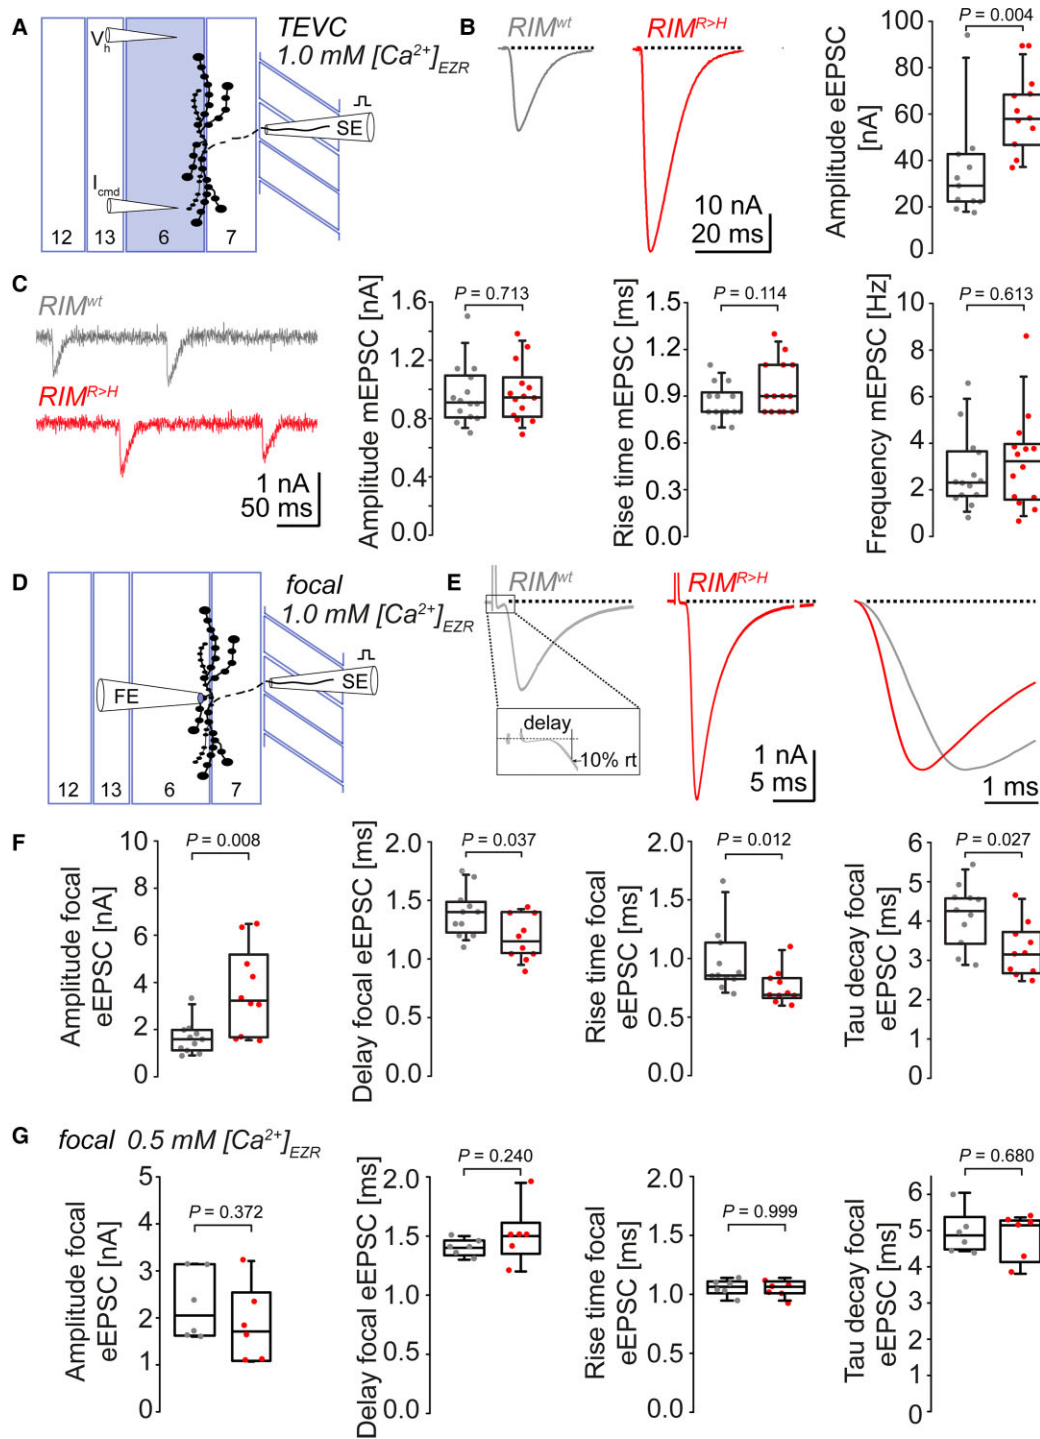 A
TEVC
1.0 mM [Ca2+]EZR
Vh
Icmd
SE
12 13 6 7
B
RIMwt
RIMR>H
10 nA
20 ms
Amplitude eEPSC
[nA]
P = 0.004
100
80
60
40
20
0
C
RIMwt
RIMR>H
1 nA
50 ms
Amplitude mEPSC [nA]
P = 0.713
1.6
1.2
0.8
0.4
0.0
Rise time mEPSC [ms]
P = 0.114
1.5
1.2
0.9
0.6
0.3
0.0
Frequency mEPSC [Hz]
P = 0.613
10
8
6
4
2
0
D
focal
1.0 mM [Ca2+]EZR
FE
SE
12 13 6 7
E
RIMwt
RIMR>H
delay
10% rt
1 nA
5 ms
1 ms
F
Amplitude focal
eEPSC [nA]
P = 0.008
10
8
6
4
2
0
Delay focal eEPSC [ms]
P = 0.037
2.0
1.5
1.0
0.5
0.0
Rise time focal
eEPSC [ms]
P = 0.012
2.0
1.5
1.0
0.5
0.0
Tau decay focal
eEPSC [ms]
P = 0.027
6
5
4
3
2
1
0
G
focal 0.5 mM [Ca2+]EZR
Amplitude focal
eEPSC [nA]
P = 0.372
5
4
3
2
1
0
Delay focal eEPSC [ms]
P = 0.240
2.0
1.5
1.0
0.5
0.0
Rise time focal
eEPSC [ms]
P = 0.999
2.0
1.5
1.0
0.5
0.0
Tau decay focal
eEPSC [ms]
P = 0.680
6
5
4
3
2
1
0